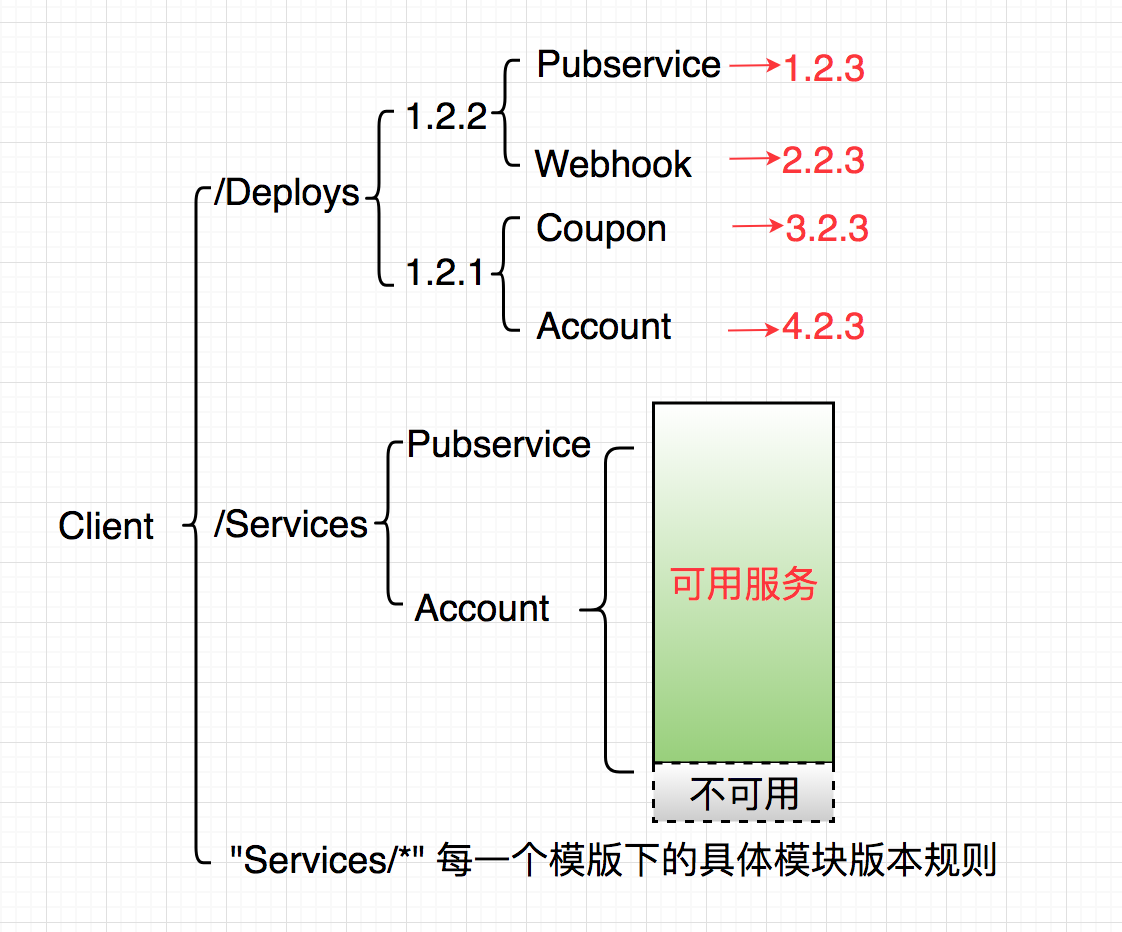 Pubservice 1.2.3
1.2.2
Webhook 2.2.3
/Deploys
Coupon 3.2.3
1.2.1
Account 4.2.3
Pubservice
Client
/Services
可用服务
Account
不可用
"Services/*" 每一个模版下的具体模块版本规则